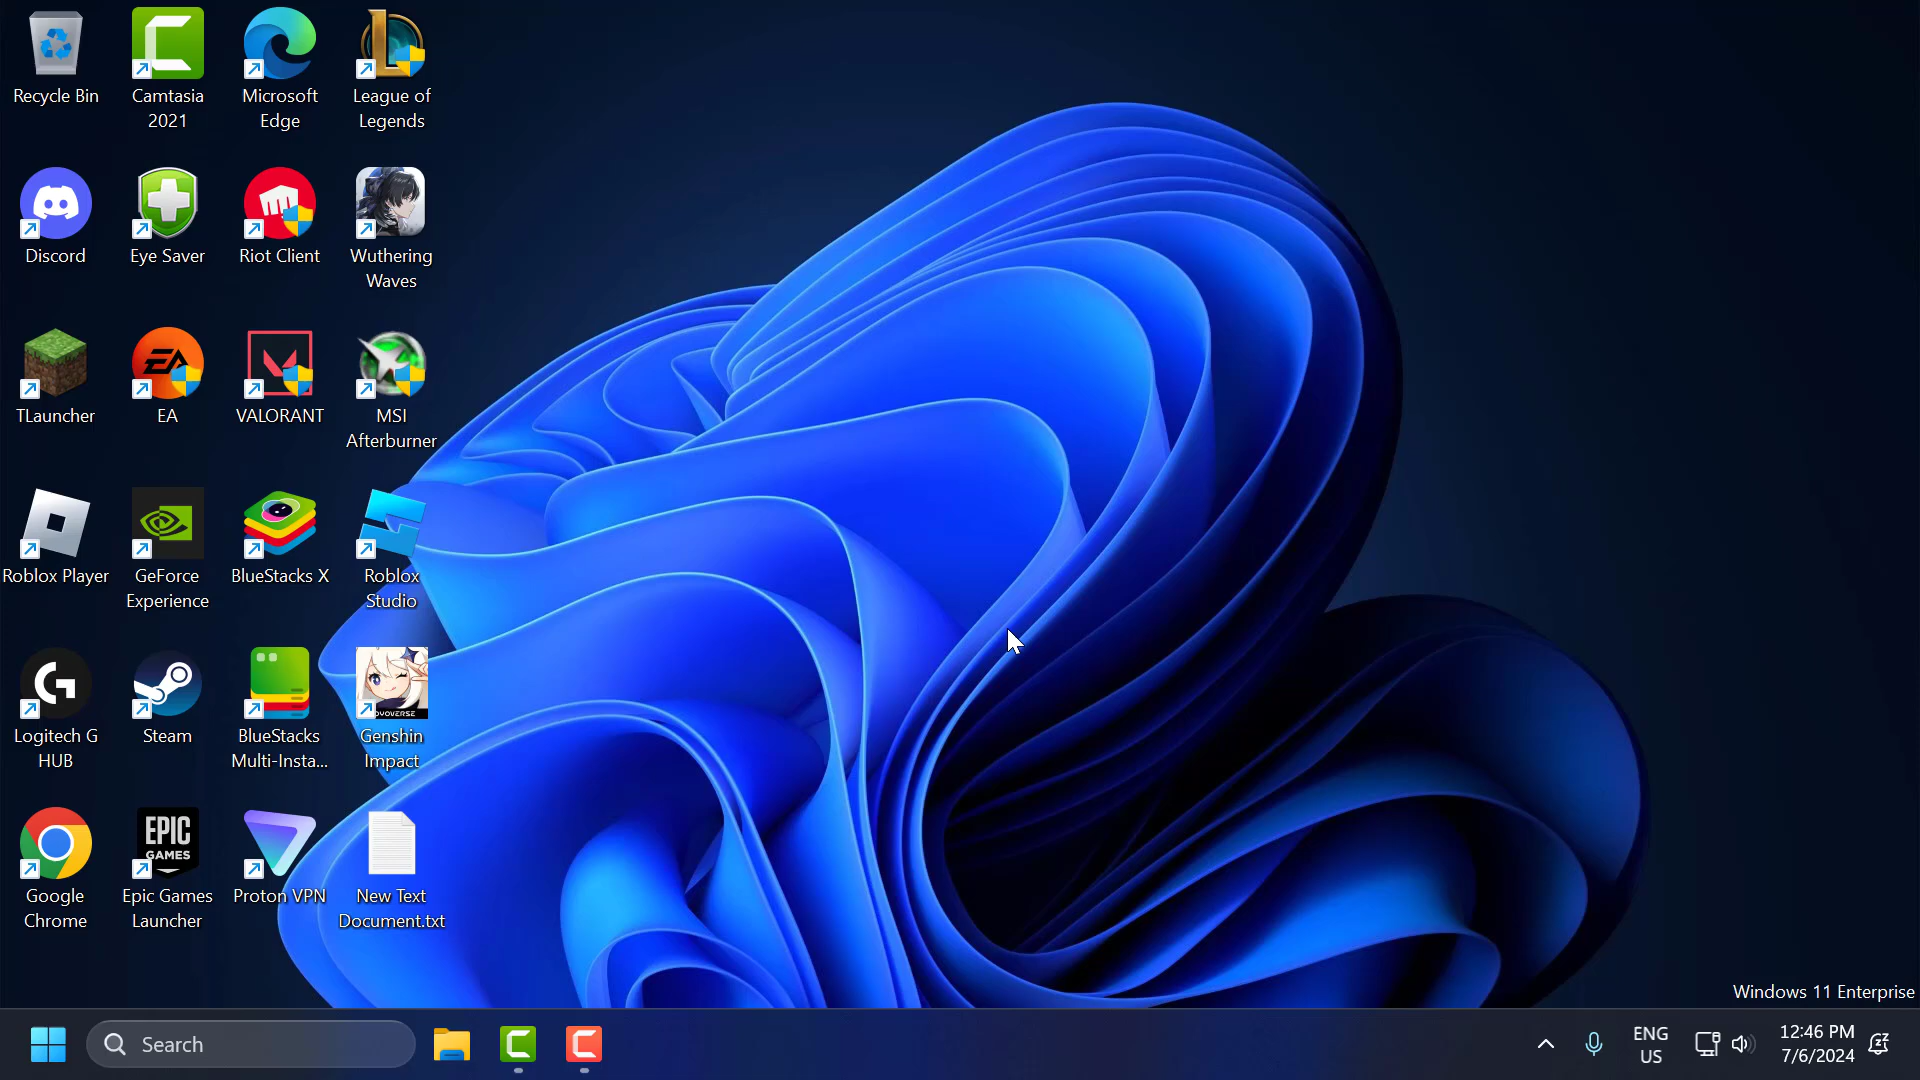 Recycle Bin
Camtasia
2021
Microsoft
Edge
League of
Legends
Discord
Eye Saver
Riot Client
Wuthering
Waves
TLauncher
EA
VALORANT
MSI
Afterburner
Roblox Player
GeForce
Experience
BlueStacks X
Roblox
Studio
Logitech G
HUB
Steam
BlueStacks
Multi-Insta...
OYOVERSE
Genshin
Impact
EPIC
GAMES
Google
Chrome
Epic Games
Launcher
Proton VPN
New Text
Document.txt
Windows 11 Enterprise
Search
ENG
US
12:46 PM
7/6/2024